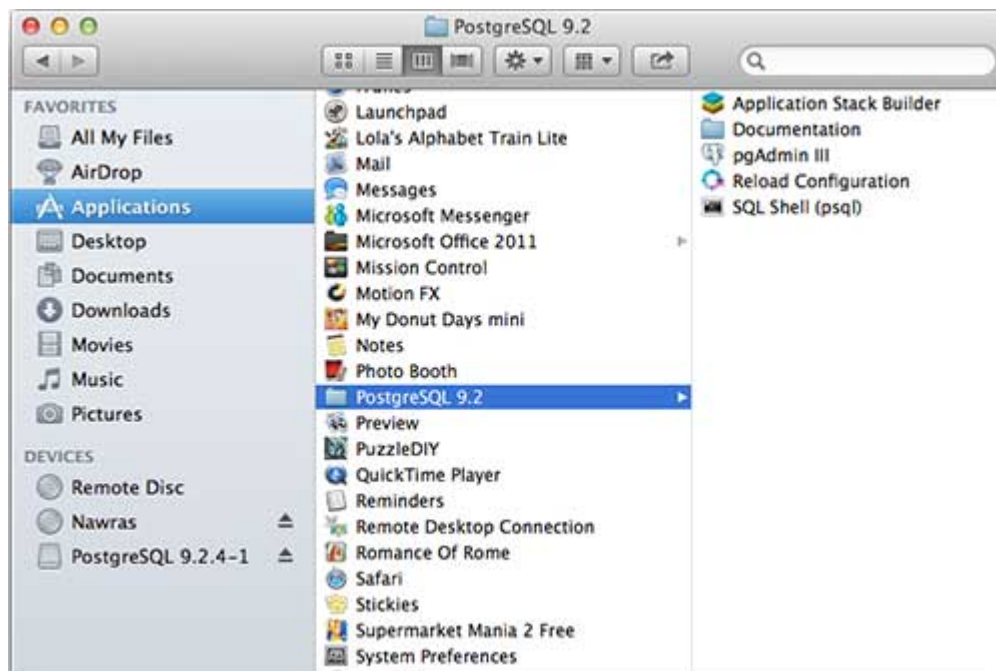 PostgreSQL 9.2
FAVORITES
All My Files
AirDrop
Applications
Desktop
Documents
Downloads
Movies
Music
Pictures
DEVICES
Remote Disc
Nawras
PostgreSQL 9.2.4-1
Launchpad
Lola's Alphabet Train Lite
Mail
Messages
Microsoft Messenger
Microsoft Office 2011
Mission Control
Motion FX
My Donut Days mini
Notes
Photo Booth
PostgreSQL 9.2
Preview
PuzzleDIY
QuickTime Player
Reminders
Remote Desktop Connection
Romance Of Rome
Safari
Stickies
Supermarket Mania 2 Free
System Preferences
Application Stack Builder
Documentation
pgAdmin III
Reload Configuration
SQL Shell (psql)